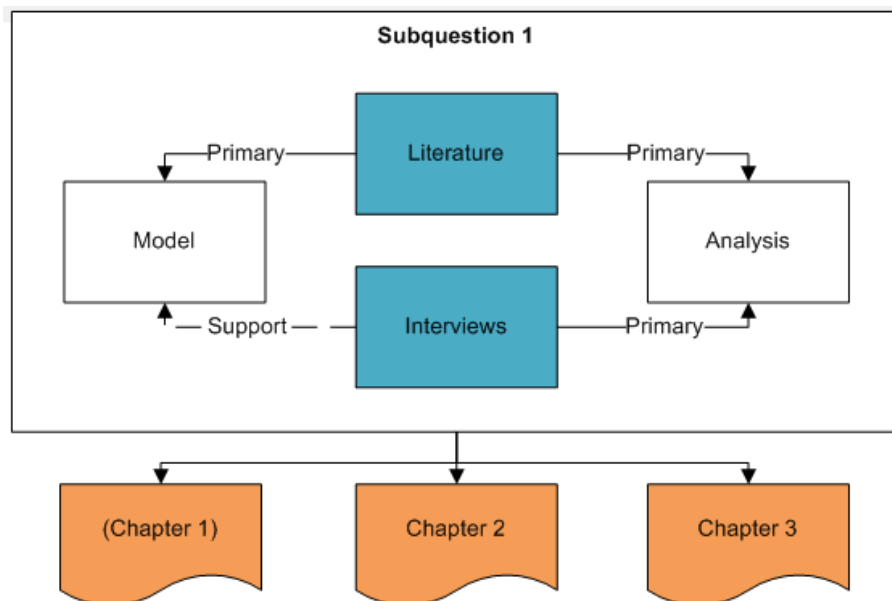 Subquestion 1
Literature
Primary
Primary
Model
Analysis
Support
Interviews
Primary
(Chapter 1)
Chapter 2
Chapter 3